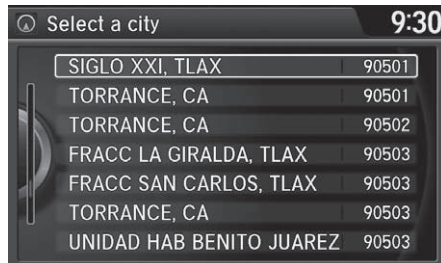 Select a city 9:30
SIGLO XXI, TLAX 90501
TORRANCE, CA 90501
TORRANCE, CA 90502
FRACC LA GIRALDA, TLAX 90503
FRACC SAN CARLOS, TLAX 90503
TORRANCE, CA 90503
UNIDAD HAB BENITO JUAREZ 90503